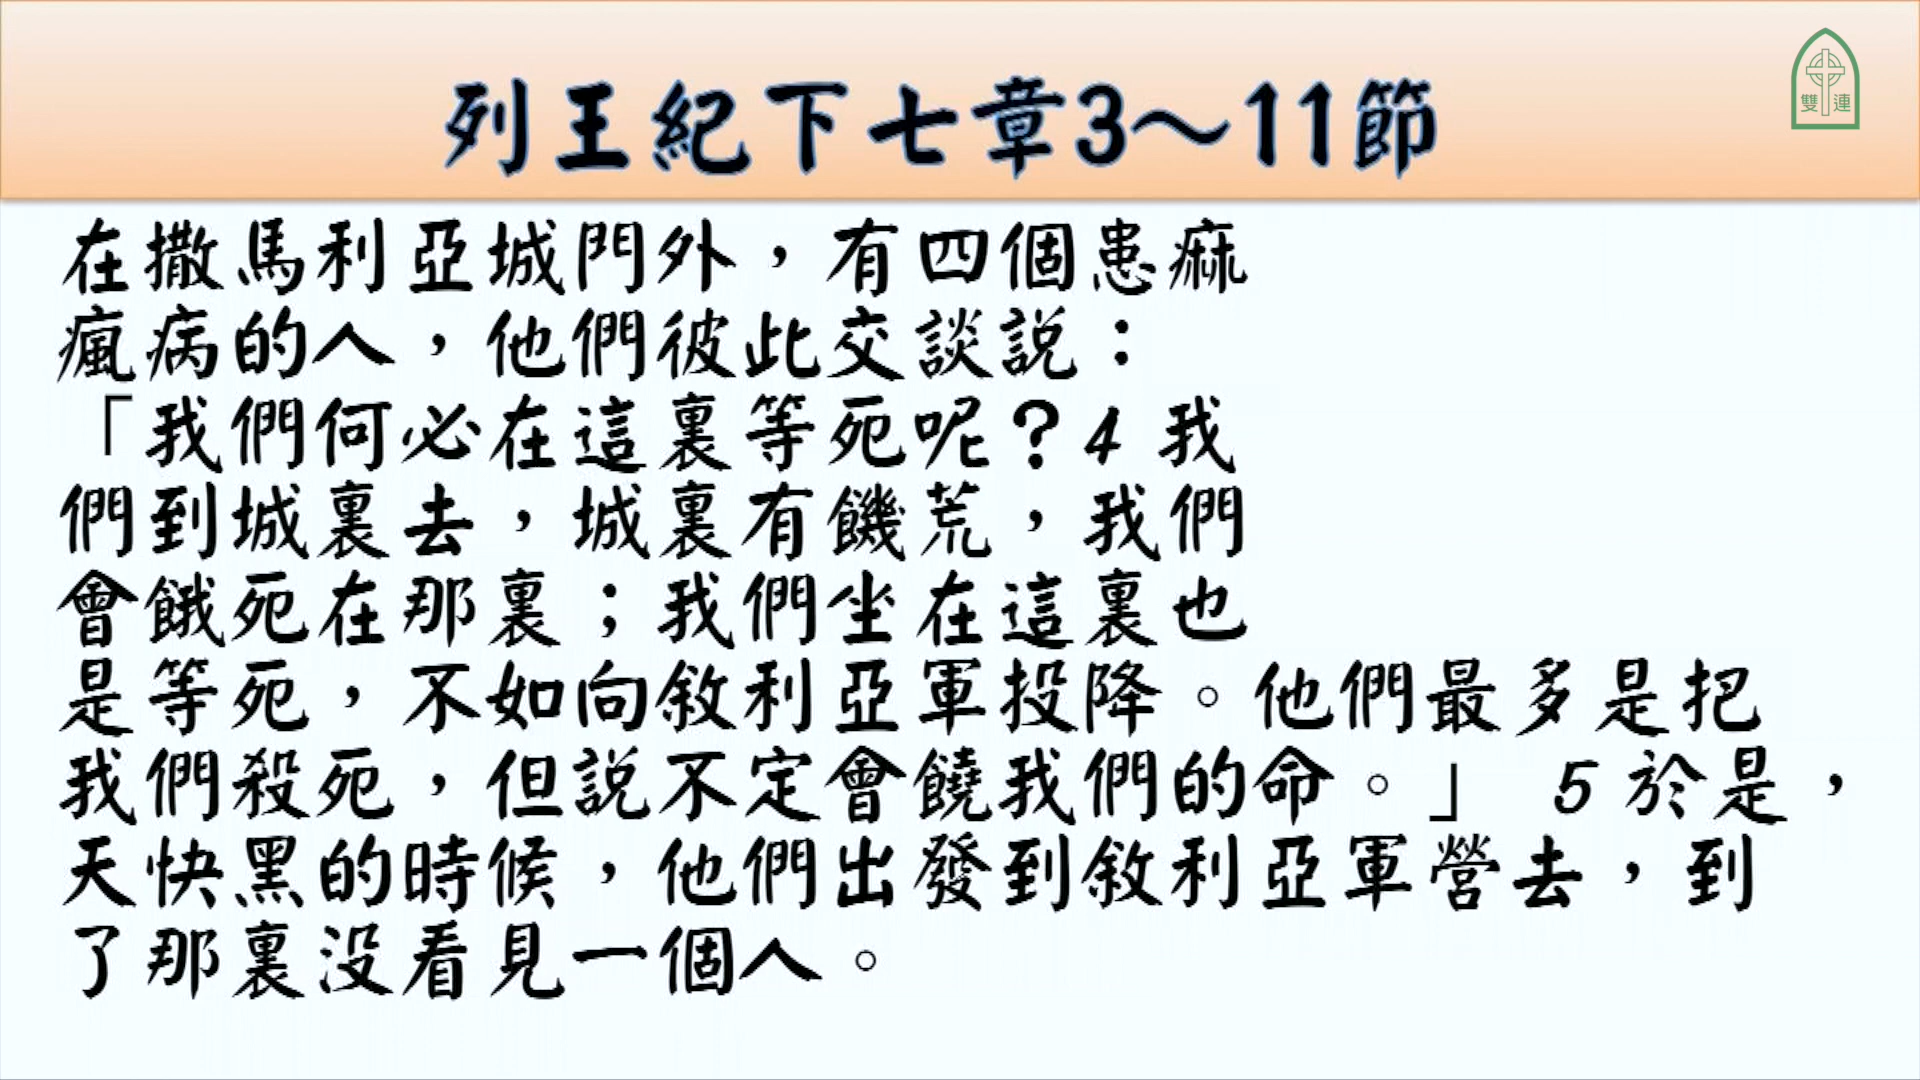 列王紀下七章3～11節
雙連
在撒馬利亞城門外，有四個患痲
瘋病的人，他們彼此交談説：
「我們何必在這裏等死呢？4 我
們到城裏去，城裏有饑荒，我們
會餓死在那裏；我們坐在這裏也
是等死，不如向敘利亞軍投降。他們最多是把
我們殺死，但説不定會饒我們的命。」 5 於是，
天快黑的時候，他們出發到敘利亞軍營去，到
了那裏沒看見一個人。